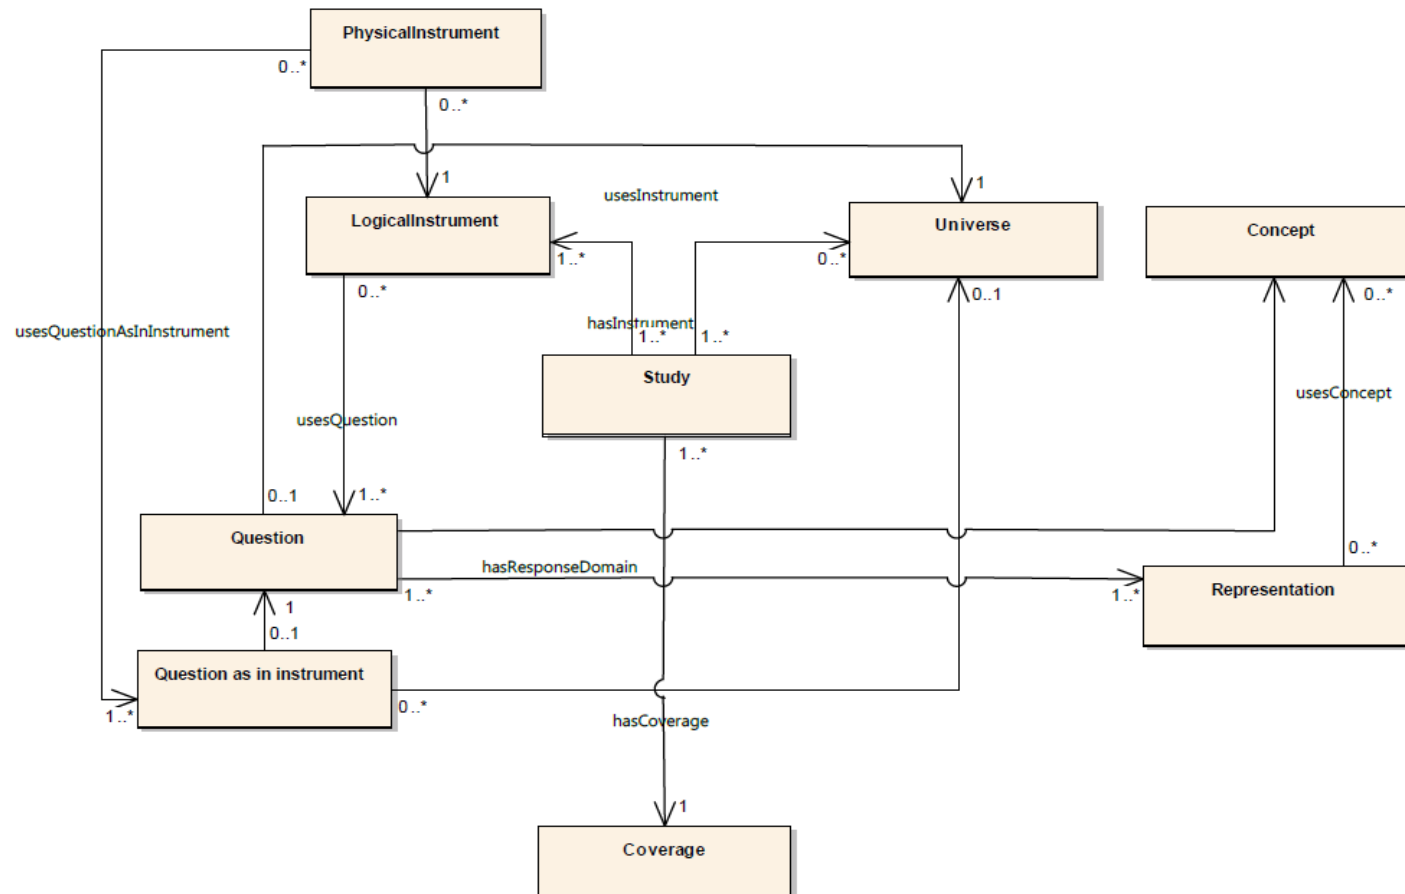 PhysicalInstrument
0..*
0..*
1
1
usesInstrument
LogicalInstrument
Universe
Concept
1..*
0..*
0..*
0..1
0..*
usesQuestionAsInInstrument
hasInstrument
1..*
1..*
Study
usesConcept
usesQuestion
1..*
0..1
1..*
Question
hasResponseDomain
0..*
1..*
1..*
Representation
1
0..1
Question as in instrument
1..*
0..*
hasCoverage
1
Coverage